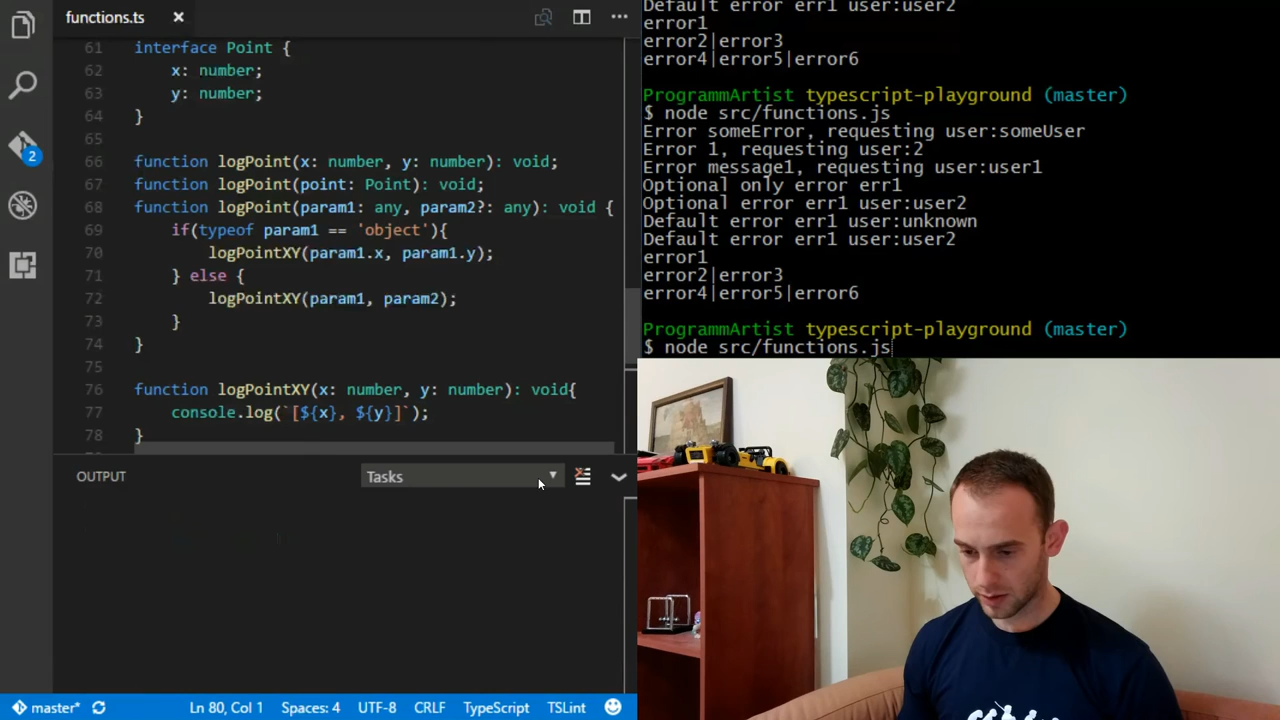 functions.ts
61 interface Point {
62 x: number;
63 y: number;
64 }
65
66 function logPoint(x: number, y: number): void;
67 function logPoint(point: Point): void;
68 function logPoint(param1: any, param2?: any): void {
69 if(typeof param1 == 'object'){
70 logPointXY(param1.x, param1.y);
71 } else {
72 logPointXY(param1, param2);
73 }
74 }
75
76 function logPointXY(x: number, y: number): void{
77 console.log(`[${x}, ${y}]`);
78 }
2
OUTPUT
Tasks
master*
Ln 80, Col 1
Spaces: 4
UTF-8
CRLF
TypeScript
TSLint
Default error err1 user:user2
error1
error2|error3
error4|error5|error6
ProgrammArtist typescript-playground (master)
$ node src/functions.js
Error someError, requesting user:someUser
Error 1, requesting user:2
Error message1, requesting user:user1
Optional only error err1
Optional error err1 user:user2
Default error err1 user:unknown
Default error err1 user:user2
error1
error2|error3
error4|error5|error6
ProgrammArtist typescript-playground (master)
$ node src/functions.js